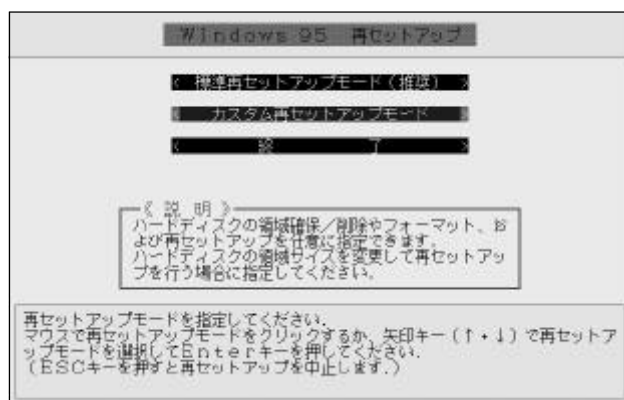 Windows 95 再セットアップ
< 標準再セットアップモード(推奨) >
カスタム再セットアップモード
< 終 了 >
《 説 明 》
ハードディスクの領域確保/削除やフォーマット、お
よび再セットアップを任意に指定できます.
ハードディスクの領域サイズを変更して再セットアッ
プを行う場合に指定してください.
再セットアップモードを指定してください.
マウスで再セットアップモードをクリックするか、矢印キー(↑・↓)で再セットア
ップモードを選択してEnterキーを押してください.
(ESCキーを押すと再セットアップを中止します.)